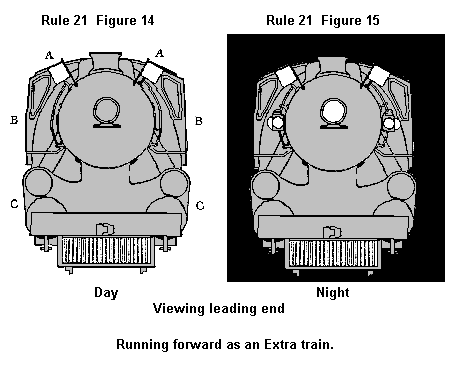 Rule 21 Figure 14
Rule 21 Figure 15
A A
B B
C C
Day
Night
Viewing leading end
Running forward as an Extra train.